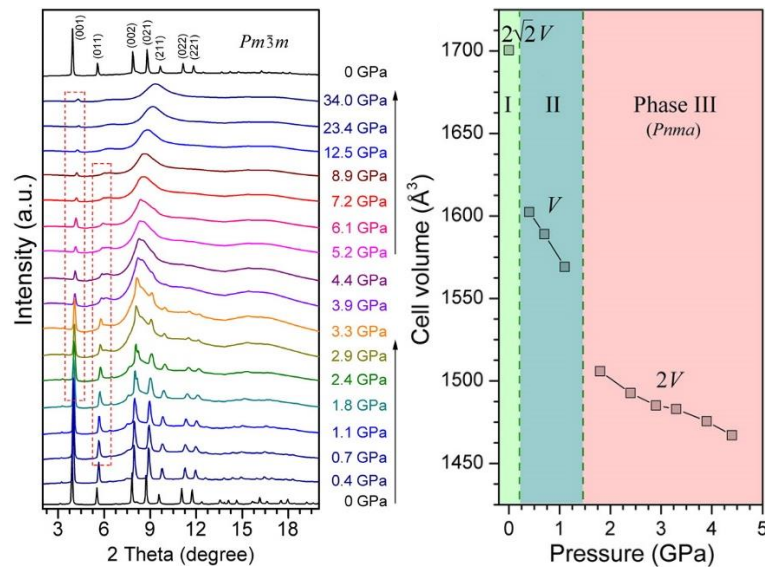 (001)
(011)
(002)
(021)
(211)
(022)
(221)
Pm3̄m
0 GPa
34.0 GPa
23.4 GPa
12.5 GPa
8.9 GPa
7.2 GPa
6.1 GPa
5.2 GPa
4.4 GPa
3.9 GPa
3.3 GPa
2.9 GPa
2.4 GPa
1.8 GPa
1.1 GPa
0.7 GPa
0.4 GPa
0 GPa
Intensity (a.u.)
3 6 9 12 15 18
2 Theta (degree)
Cell volume (Å³)
1700
1650
1600
1550
1500
1450
2√2V
I
II
Phase III
(Pnma)
V
2V
0 1 2 3 4 5
Pressure (GPa)